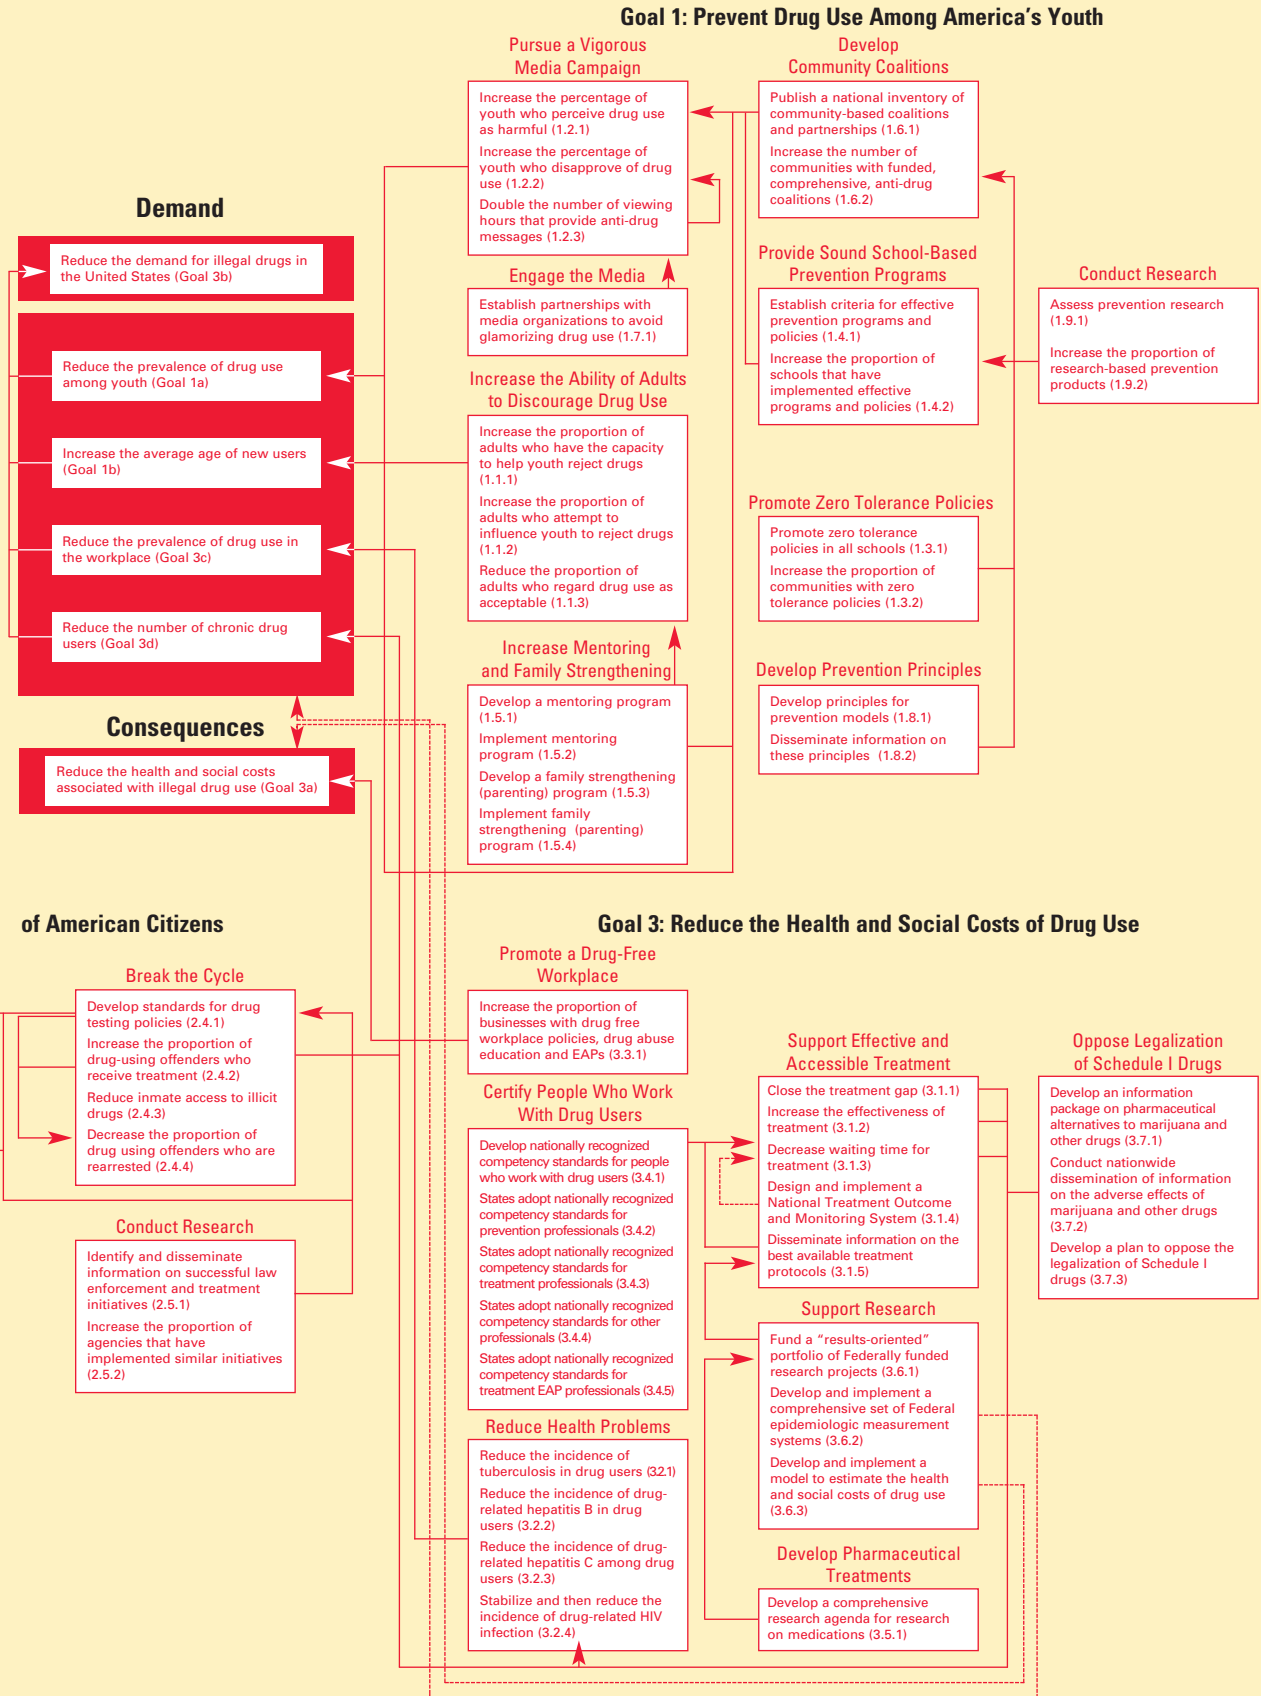 Goal 1: Prevent Drug Use Among America’s Youth
Pursue a Vigorous
Media Campaign
Increase the percentage of
youth who perceive drug use
as harmful (1.2.1)
Increase the percentage of
youth who disapprove of drug
use (1.2.2)
Double the number of viewing
hours that provide anti-drug
messages (1.2.3)
Develop
Community Coalitions
Publish a national inventory of
community-based coalitions
and partnerships (1.6.1)
Increase the number of
communities with funded,
comprehensive, anti-drug
coalitions (1.6.2)
Demand
Reduce the demand for illegal drugs in
the United States (Goal 3b)
Reduce the prevalence of drug use
among youth (Goal 1a)
Increase the average age of new users
(Goal 1b)
Reduce the prevalence of drug use in
the workplace (Goal 3c)
Reduce the number of chronic drug
users (Goal 3d)
Consequences
Reduce the health and social costs
associated with illegal drug use (Goal 3a)
Engage the Media
Establish partnerships with
media organizations to avoid
glamorizing drug use (1.7.1)
Increase the Ability of Adults
to Discourage Drug Use
Increase the proportion of
adults who have the capacity
to help youth reject drugs
(1.1.1)
Increase the proportion of
adults who attempt to
influence youth to reject drugs
(1.1.2)
Reduce the proportion of
adults who regard drug use as
acceptable (1.1.3)
Increase Mentoring
and Family Strengthening
Develop a mentoring program
(1.5.1)
Implement mentoring
program (1.5.2)
Develop a family strengthening
(parenting) program (1.5.3)
Implement family
strengthening (parenting)
program (1.5.4)
Provide Sound School-Based
Prevention Programs
Establish criteria for effective
prevention programs and
policies (1.4.1)
Increase the proportion of
schools that have
implemented effective
programs and policies (1.4.2)
Conduct Research
Assess prevention research
(1.9.1)
Increase the proportion of
research-based prevention
products (1.9.2)
Promote Zero Tolerance Policies
Promote zero tolerance
policies in all schools (1.3.1)
Increase the proportion of
communities with zero
tolerance policies (1.3.2)
Develop Prevention Principles
Develop principles for
prevention models (1.8.1)
Disseminate information on
these principles (1.8.2)
of American Citizens
Break the Cycle
Develop standards for drug
testing policies (2.4.1)
Increase the proportion of
drug-using offenders who
receive treatment (2.4.2)
Reduce inmate access to illicit
drugs (2.4.3)
Decrease the proportion of
drug using offenders who are
rearrested (2.4.4)
Conduct Research
Identify and disseminate
information on successful law
enforcement and treatment
initiatives (2.5.1)
Increase the proportion of
agencies that have
implemented similar initiatives
(2.5.2)
Goal 3: Reduce the Health and Social Costs of Drug Use
Promote a Drug-Free
Workplace
Increase the proportion of
businesses with drug free
workplace policies, drug abuse
education and EAPs (3.3.1)
Certify People Who Work
With Drug Users
Develop nationally recognized
competency standards for people
who work with drug users (3.4.1)
States adopt nationally recognized
competency standards for
prevention professionals (3.4.2)
States adopt nationally recognized
competency standards for
treatment professionals (3.4.3)
States adopt nationally recognized
competency standards for other
professionals (3.4.4)
States adopt nationally recognized
competency standards for
treatment EAP professionals (3.4.5)
Reduce Health Problems
Reduce the incidence of
tuberculosis in drug users (3.2.1)
Reduce the incidence of drug-
related hepatitis B in drug
users (3.2.2)
Reduce the incidence of drug-
related hepatitis C among drug
users (3.2.3)
Stabilize and then reduce the
incidence of drug-related HIV
infection (3.2.4)
Support Effective and
Accessible Treatment
Close the treatment gap (3.1.1)
Increase the effectiveness of
treatment (3.1.2)
Decrease waiting time for
treatment (3.1.3)
Design and implement a
National Treatment Outcome
and Monitoring System (3.1.4)
Disseminate information on the
best available treatment
protocols (3.1.5)
Support Research
Fund a “results-oriented”
portfolio of Federally funded
research projects (3.6.1)
Develop and implement a
comprehensive set of Federal
epidemiologic measurement
systems (3.6.2)
Develop and implement a
model to estimate the health
and social costs of drug use
(3.6.3)
Develop Pharmaceutical
Treatments
Develop a comprehensive
research agenda for research
on medications (3.5.1)
Oppose Legalization
of Schedule I Drugs
Develop an information
package on pharmaceutical
alternatives to marijuana and
other drugs (3.7.1)
Conduct nationwide
dissemination of information
on the adverse effects of
marijuana and other drugs
(3.7.2)
Develop a plan to oppose the
legalization of Schedule I
drugs (3.7.3)